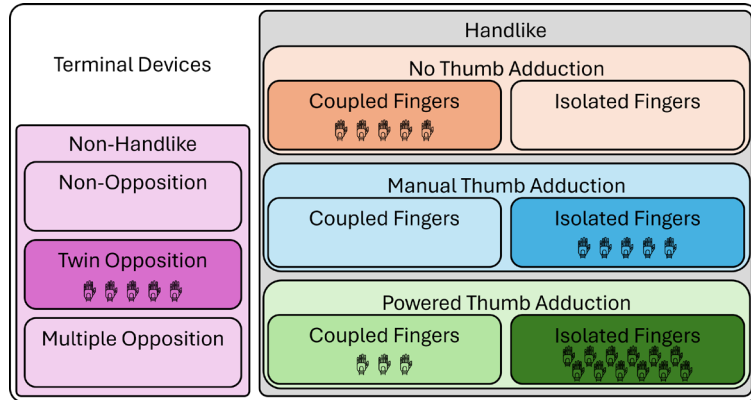 Terminal Devices
Non-Handlike
Non-Opposition
Twin Opposition
Multiple Opposition
Handlike
No Thumb Adduction
Coupled Fingers
Isolated Fingers
Manual Thumb Adduction
Coupled Fingers
Isolated Fingers
Powered Thumb Adduction
Coupled Fingers
Isolated Fingers